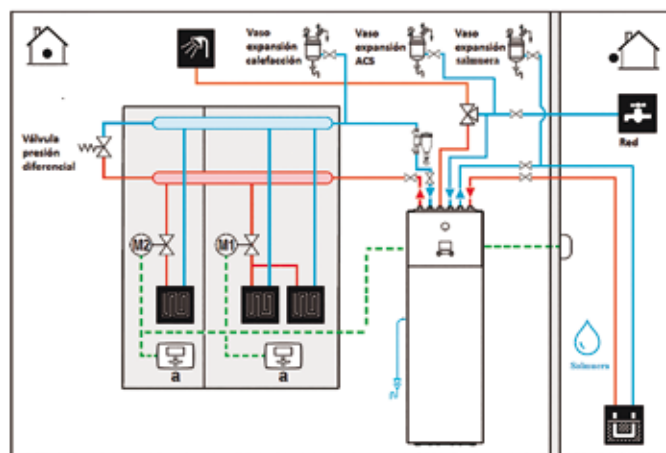 Vaso
expansión
calefacción
Vaso
expansión
ACS
Vaso
expansión
salmuera
Válvula
presión
diferencial
Red
M2
M1
a
a
Salmuera